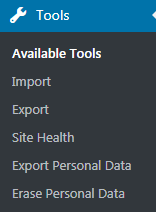 Tools
Available Tools
Import
Export
Site Health
Export Personal Data
Erase Personal Data